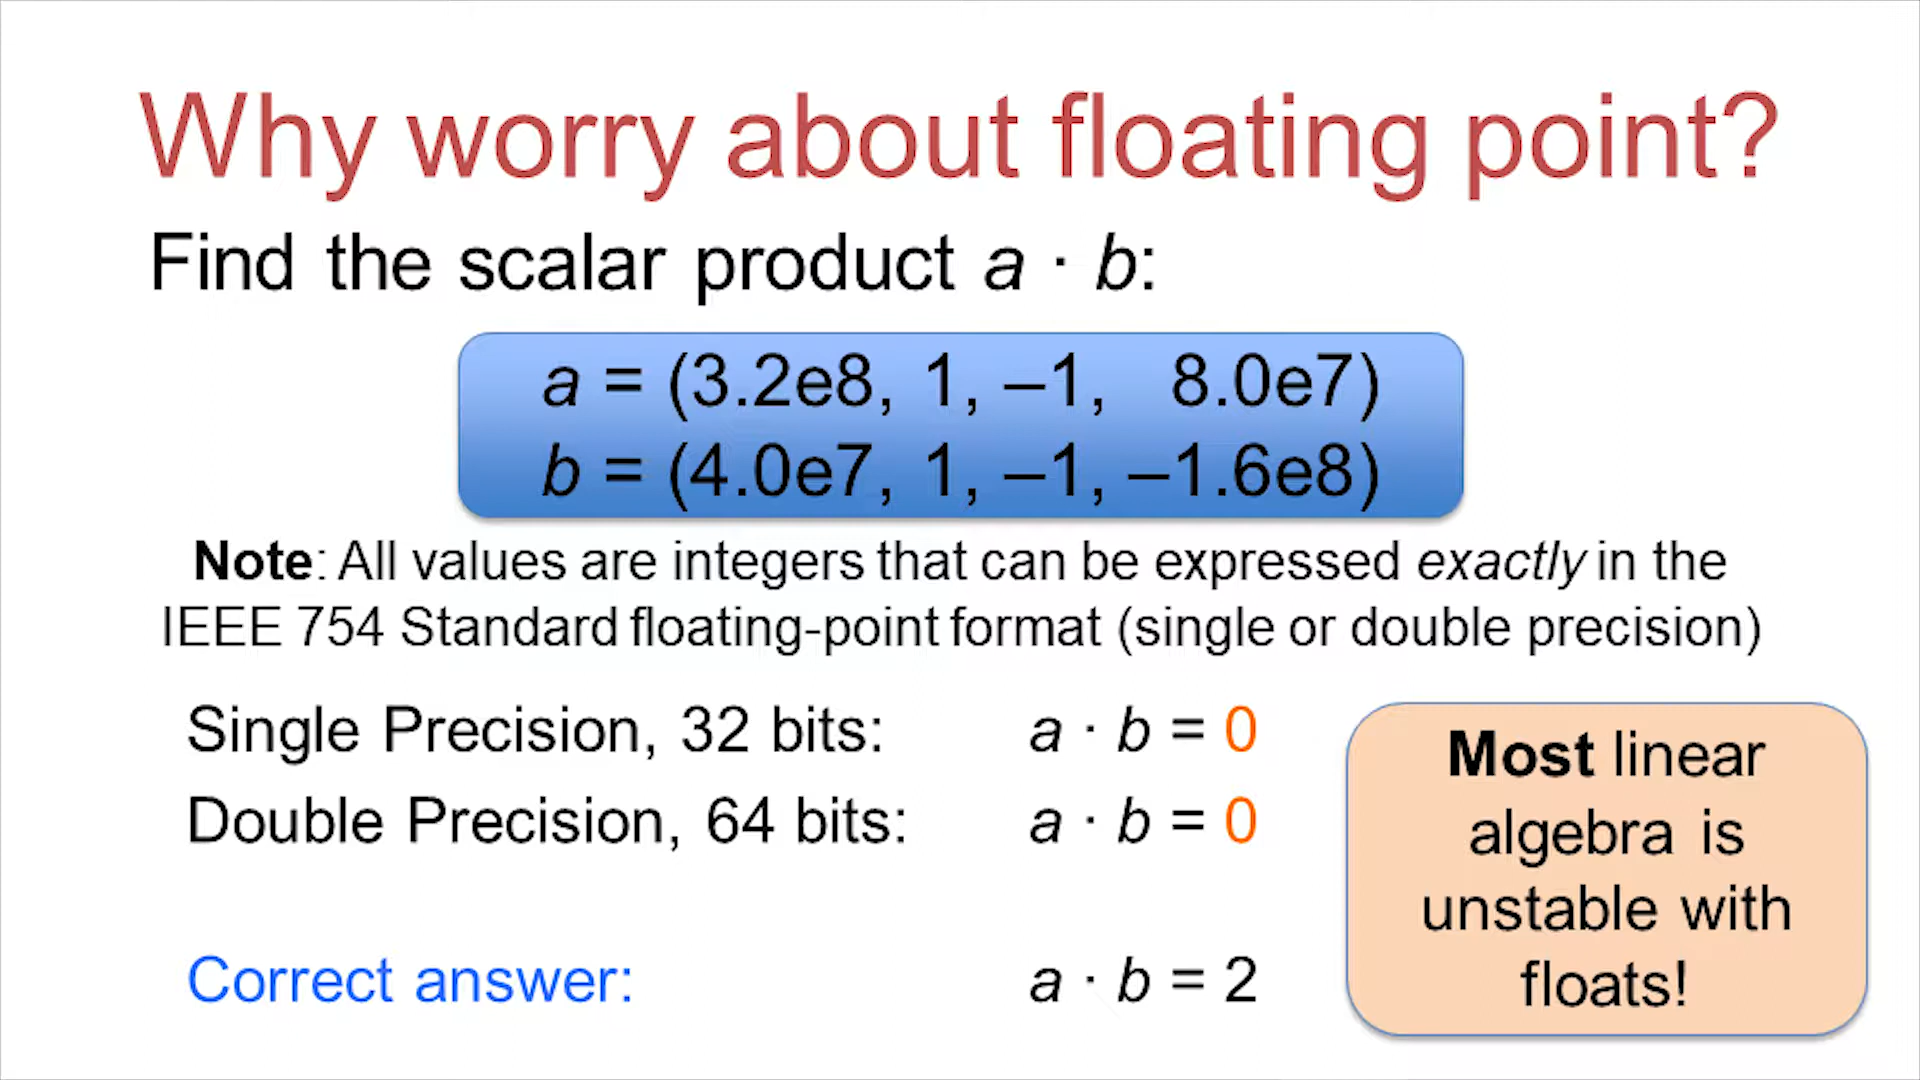 Why worry about floating point?
Find the scalar product a · b:
a = (3.2e8, 1, –1, 8.0e7)
b = (4.0e7, 1, –1, –1.6e8)
Note: All values are integers that can be expressed exactly in the
IEEE 754 Standard floating-point format (single or double precision)
Single Precision, 32 bits: a · b = 0
Double Precision, 64 bits: a · b = 0
Correct answer: a · b = 2
Most linear
algebra is
unstable with
floats!